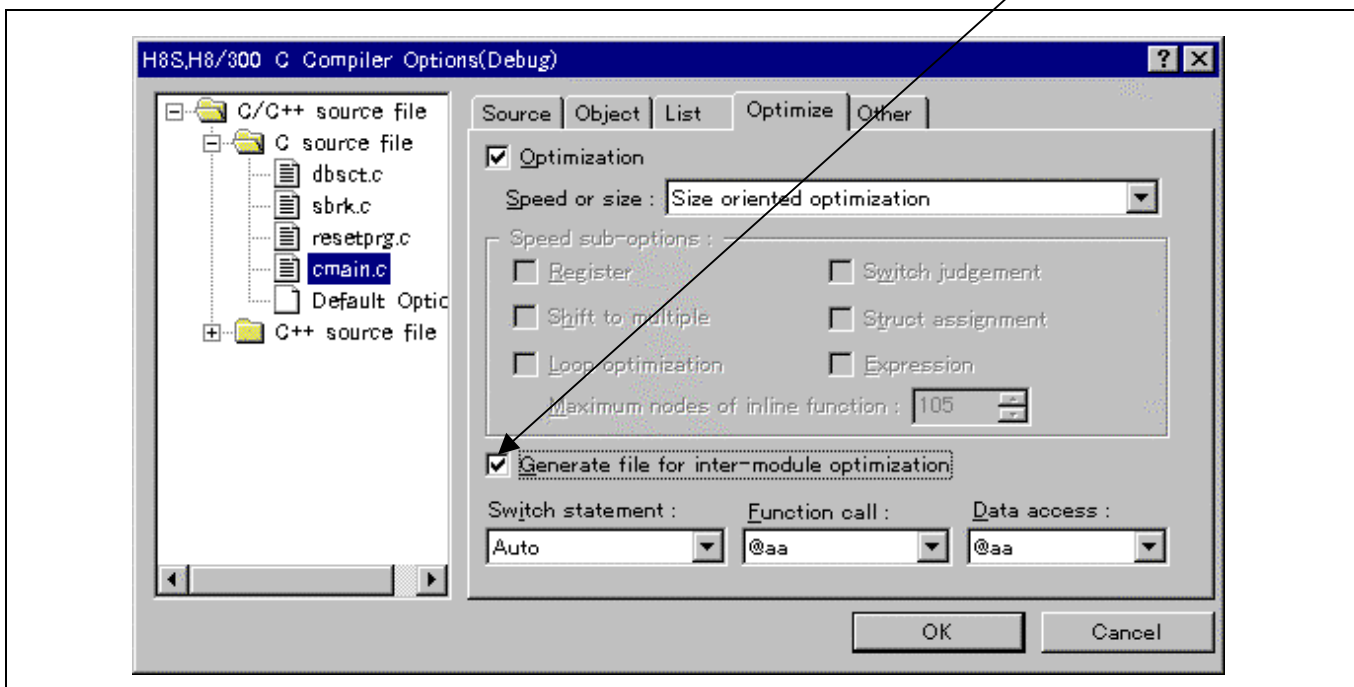 H8S,H8/300 C Compiler Options(Debug)
C/C++ source file
C source file
dbsct.c
sbrk.c
resetprg.c
cmain.c
Default Optic
C++ source file
Source Object List Optimize Other
Optimization
Speed or size : Size oriented optimization
Speed sub-options :
Register Switch judgement
Shift to multiple Struct assignment
Loop optimization Expression
Maximum nodes of inline function : 105
Generate file for inter-module optimization
Switch statement : Function call : Data access :
Auto @aa @aa
OK Cancel